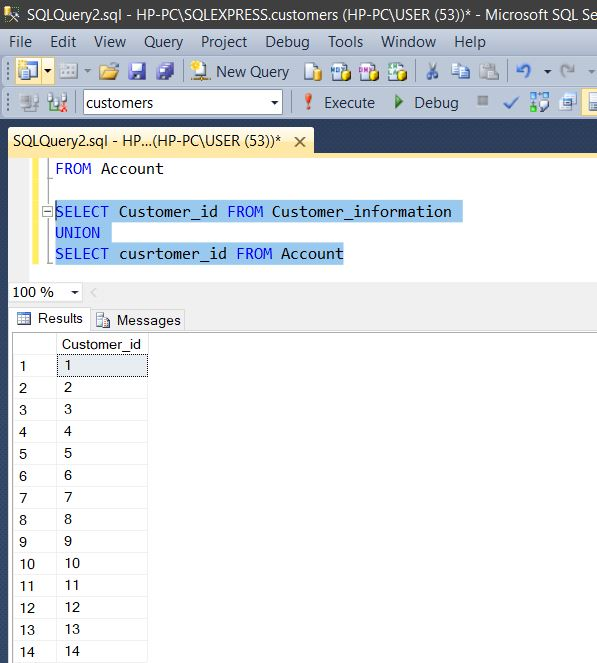 SQLQuery2.sql - HP-PC\SQLEXPRESS.customers (HP-PC\USER (53))* - Microsoft SQL Se
File Edit View Query Project Debug Tools Window Help
New Query
customers Execute Debug
SQLQuery2.sql - HP...(HP-PC\USER (53))*
FROM Account
SELECT Customer_id FROM Customer_information
UNION
SELECT cusrtomer_id FROM Account
100 %
Results Messages
Customer_id
1 1
2 2
3 3
4 4
5 5
6 6
7 7
8 8
9 9
10 10
11 11
12 12
13 13
14 14